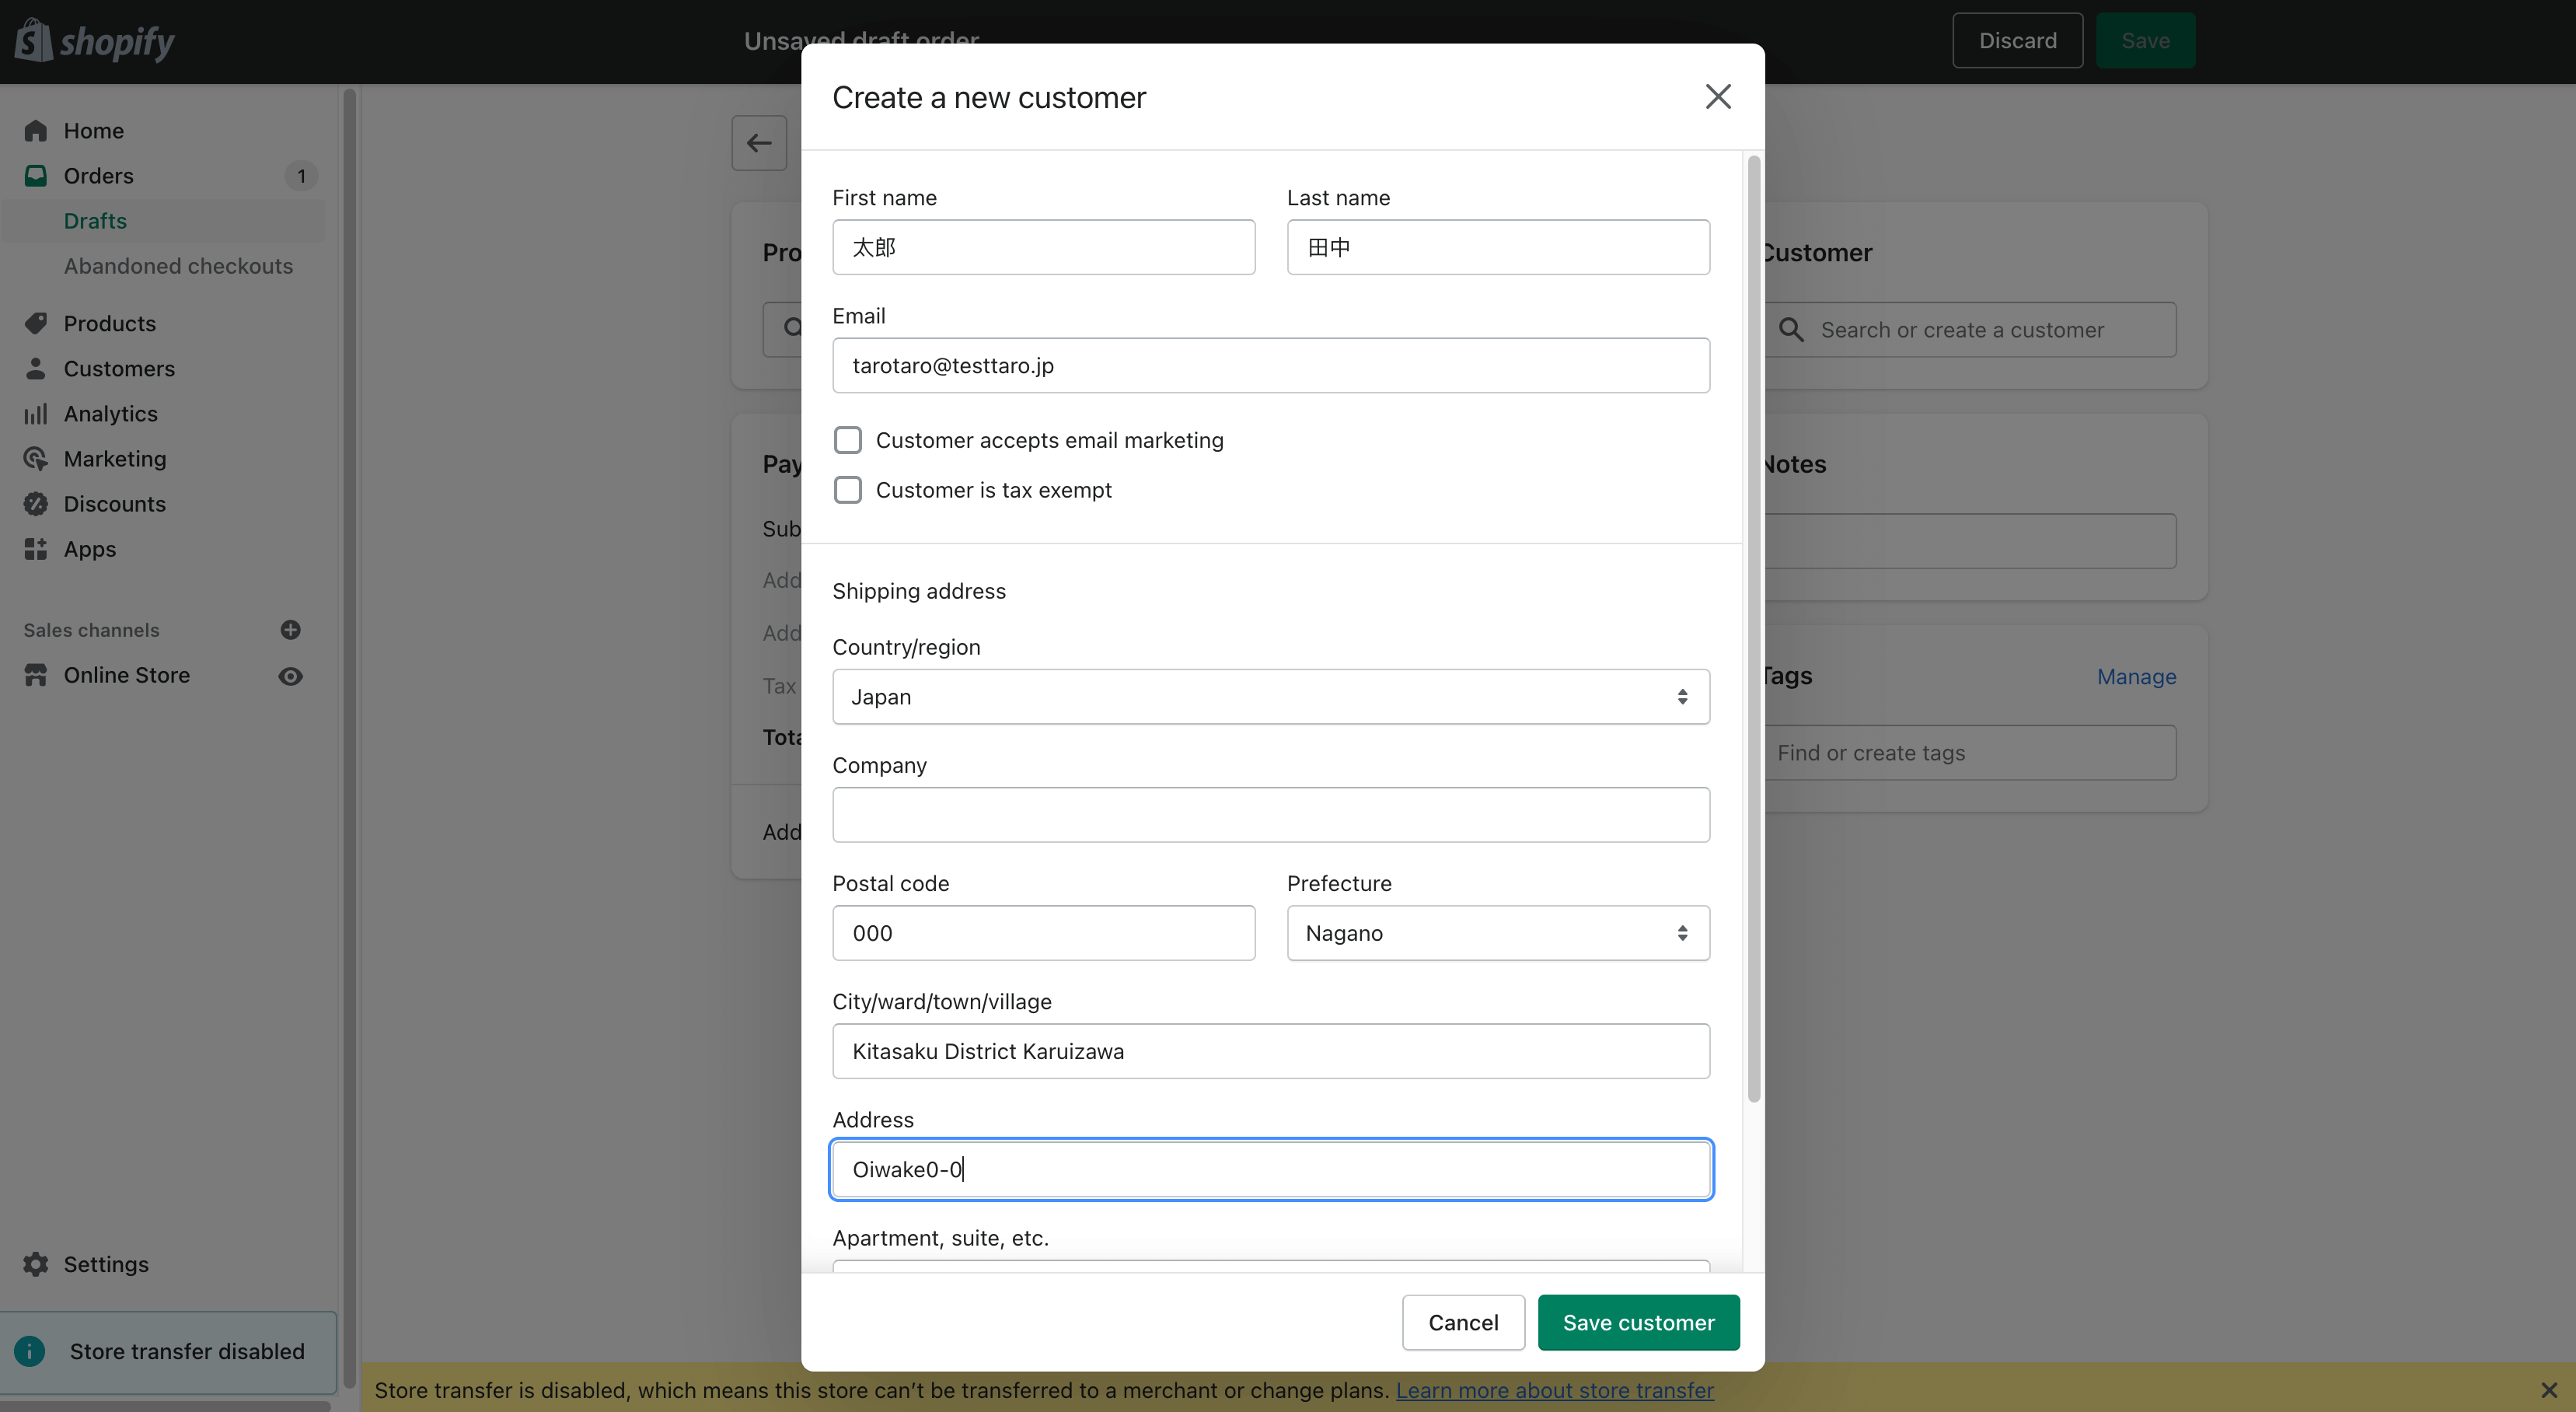 shopify
Unsaved draft order
Discard
Save
Home
Orders
1
Drafts
Abandoned checkouts
Products
Customers
Analytics
Marketing
Discounts
Apps
Sales channels
Online Store
Settings
Store transfer disabled
Create a new customer
First name
Last name
太郎
田中
Email
tarotaro@testtaro.jp
Customer accepts email marketing
Customer is tax exempt
Shipping address
Country/region
Japan
Company
Postal code
Prefecture
000
Nagano
City/ward/town/village
Kitasaku District Karuizawa
Address
Oiwake0-0
Apartment, suite, etc.
Cancel
Save customer
Pro
Pay
Sub
Add
Add
Tax
Tota
Add
Customer
Search or create a customer
Notes
Tags
Manage
Find or create tags
Store transfer is disabled, which means this store can't be transferred to a merchant or change plans. Learn more about store transfer